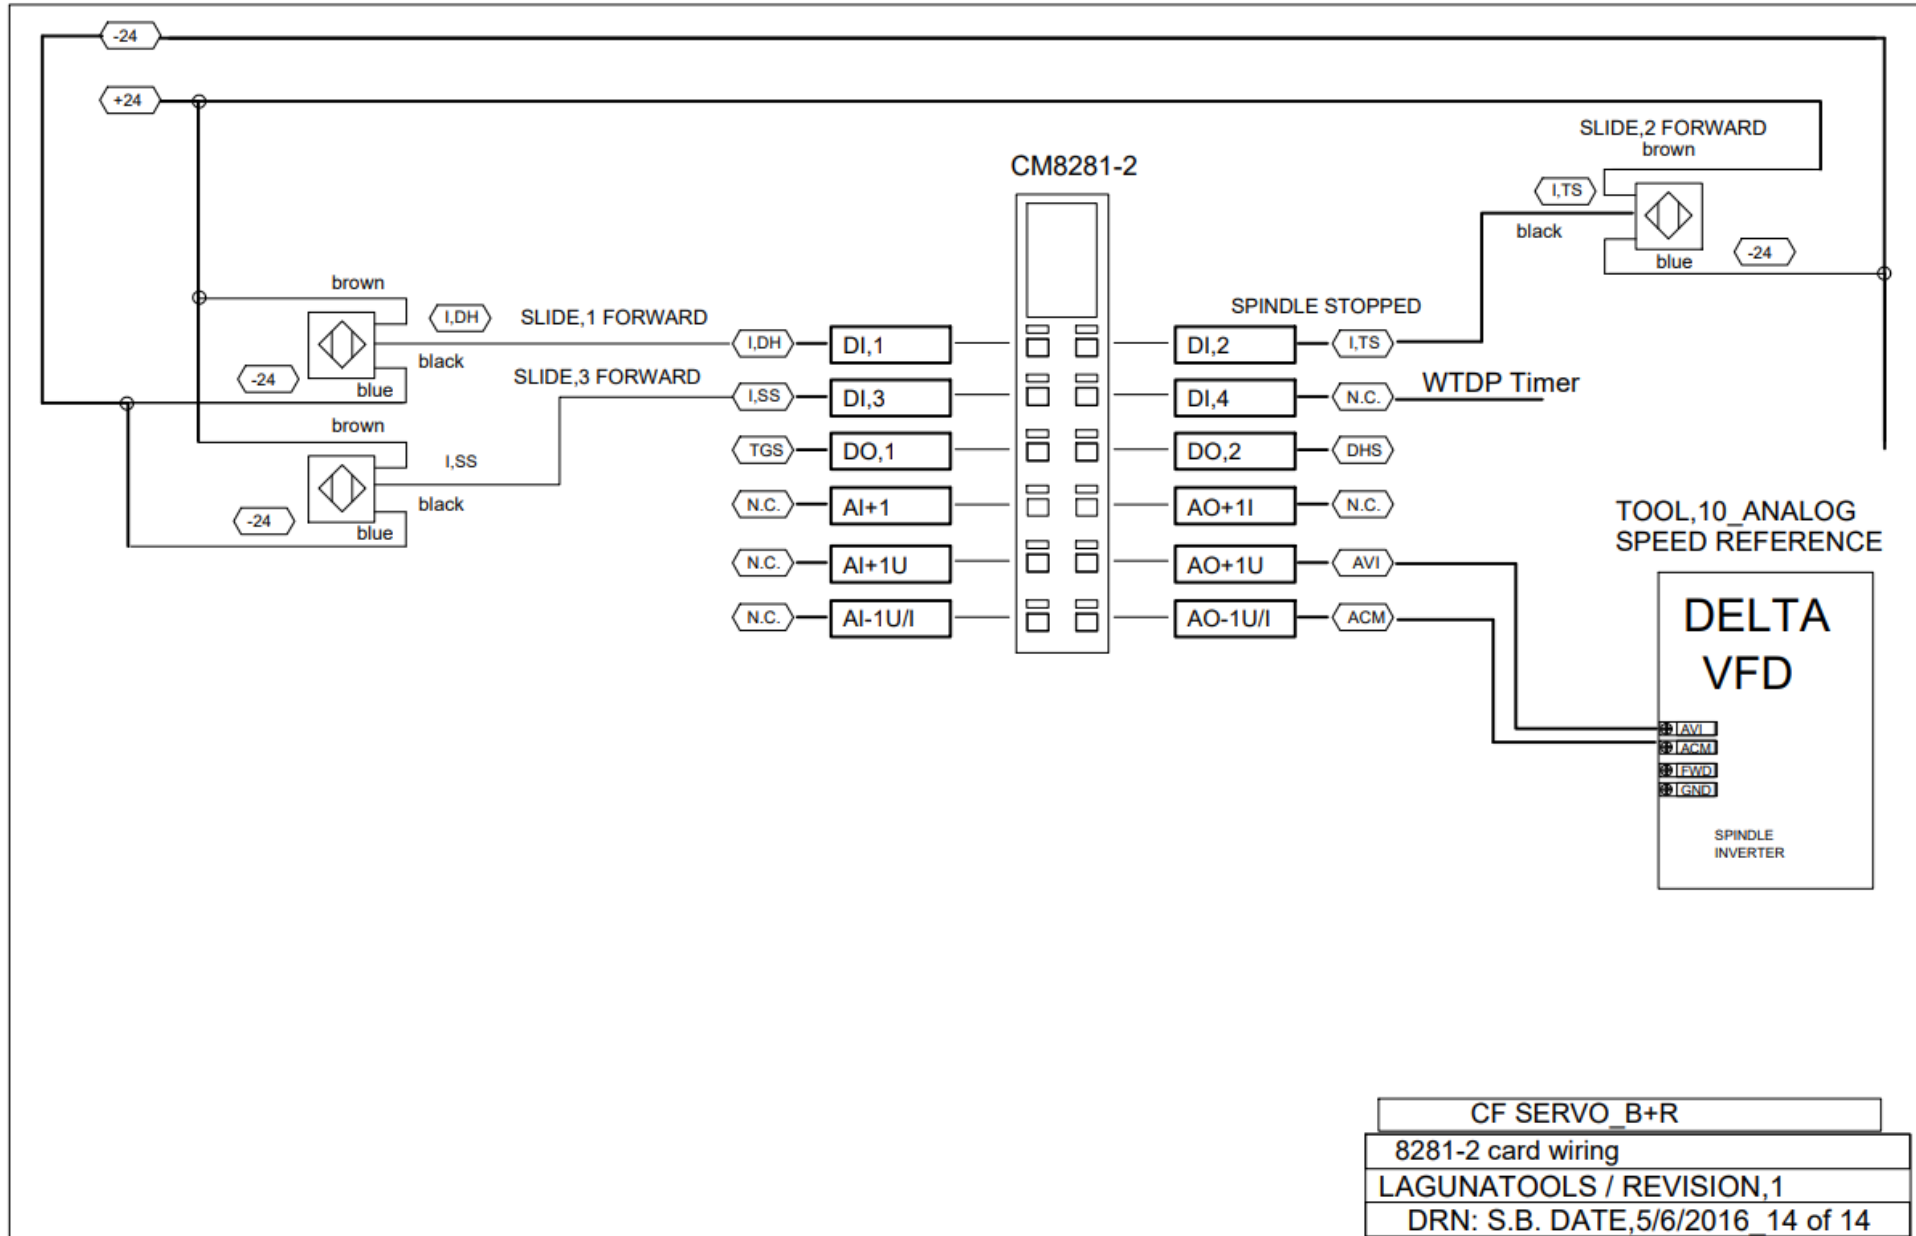 -24
+24
SLIDE,2 FORWARD
brown
CM8281-2
I,TS
black
-24
blue
brown
I,DH
SLIDE,1 FORWARD
SPINDLE STOPPED
I,DH
DI,1
DI,2
I,TS
black
-24
blue
SLIDE,3 FORWARD
WTDP Timer
I,SS
DI,3
DI,4
N.C.
brown
I,SS
TGS
DO,1
DO,2
DHS
black
-24
blue
N.C.
AI+1
AO+1I
N.C.
TOOL,10_ANALOG
SPEED REFERENCE
N.C.
AI+1U
AO+1U
AVI
N.C.
AI-1U/I
AO-1U/I
ACM
DELTA
VFD
AVI
ACM
FWD
GND
SPINDLE
INVERTER
CF SERVO_B+R
8281-2 card wiring
LAGUNATOOLS / REVISION,1
DRN: S.B. DATE,5/6/2016_14 of 14